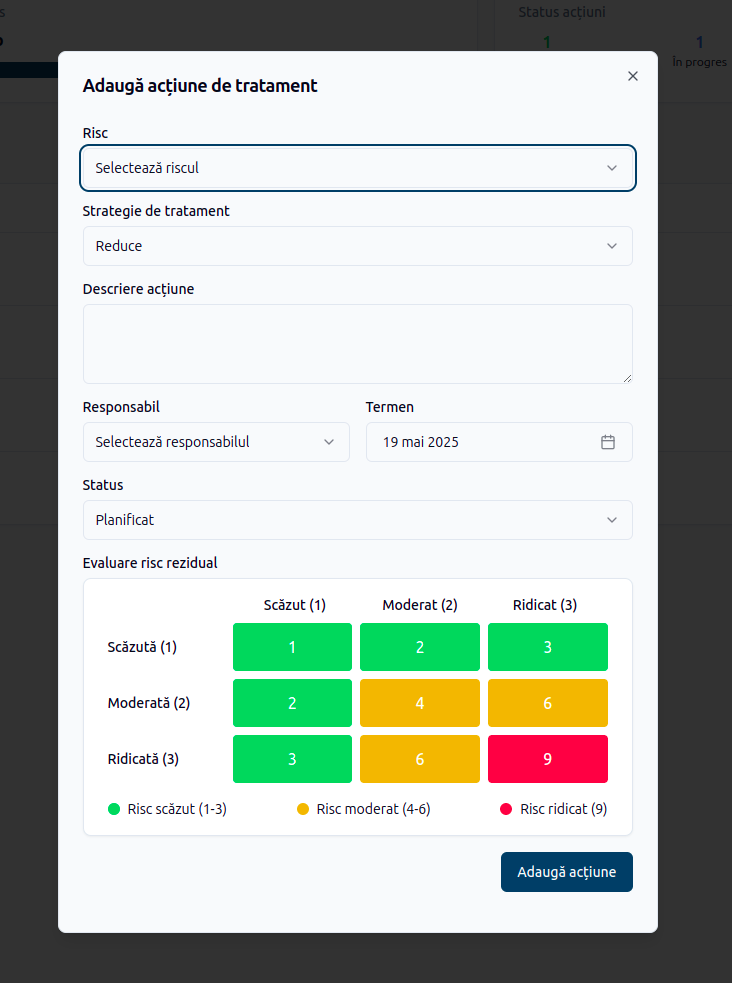 Status acțiuni
1 1
În progres
Adaugă acțiune de tratament
Risc
Selectează riscul
Strategie de tratament
Reduce
Descriere acțiune
Responsabil Termen
Selectează responsabilul 19 mai 2025
Status
Planificat
Evaluare risc rezidual
Scăzut (1) Moderat (2) Ridicat (3)
Scăzută (1) 1 2 3
Moderată (2) 2 4 6
Ridicată (3) 3 6 9
Risc scăzut (1-3) Risc moderat (4-6) Risc ridicat (9)
Adaugă acțiune